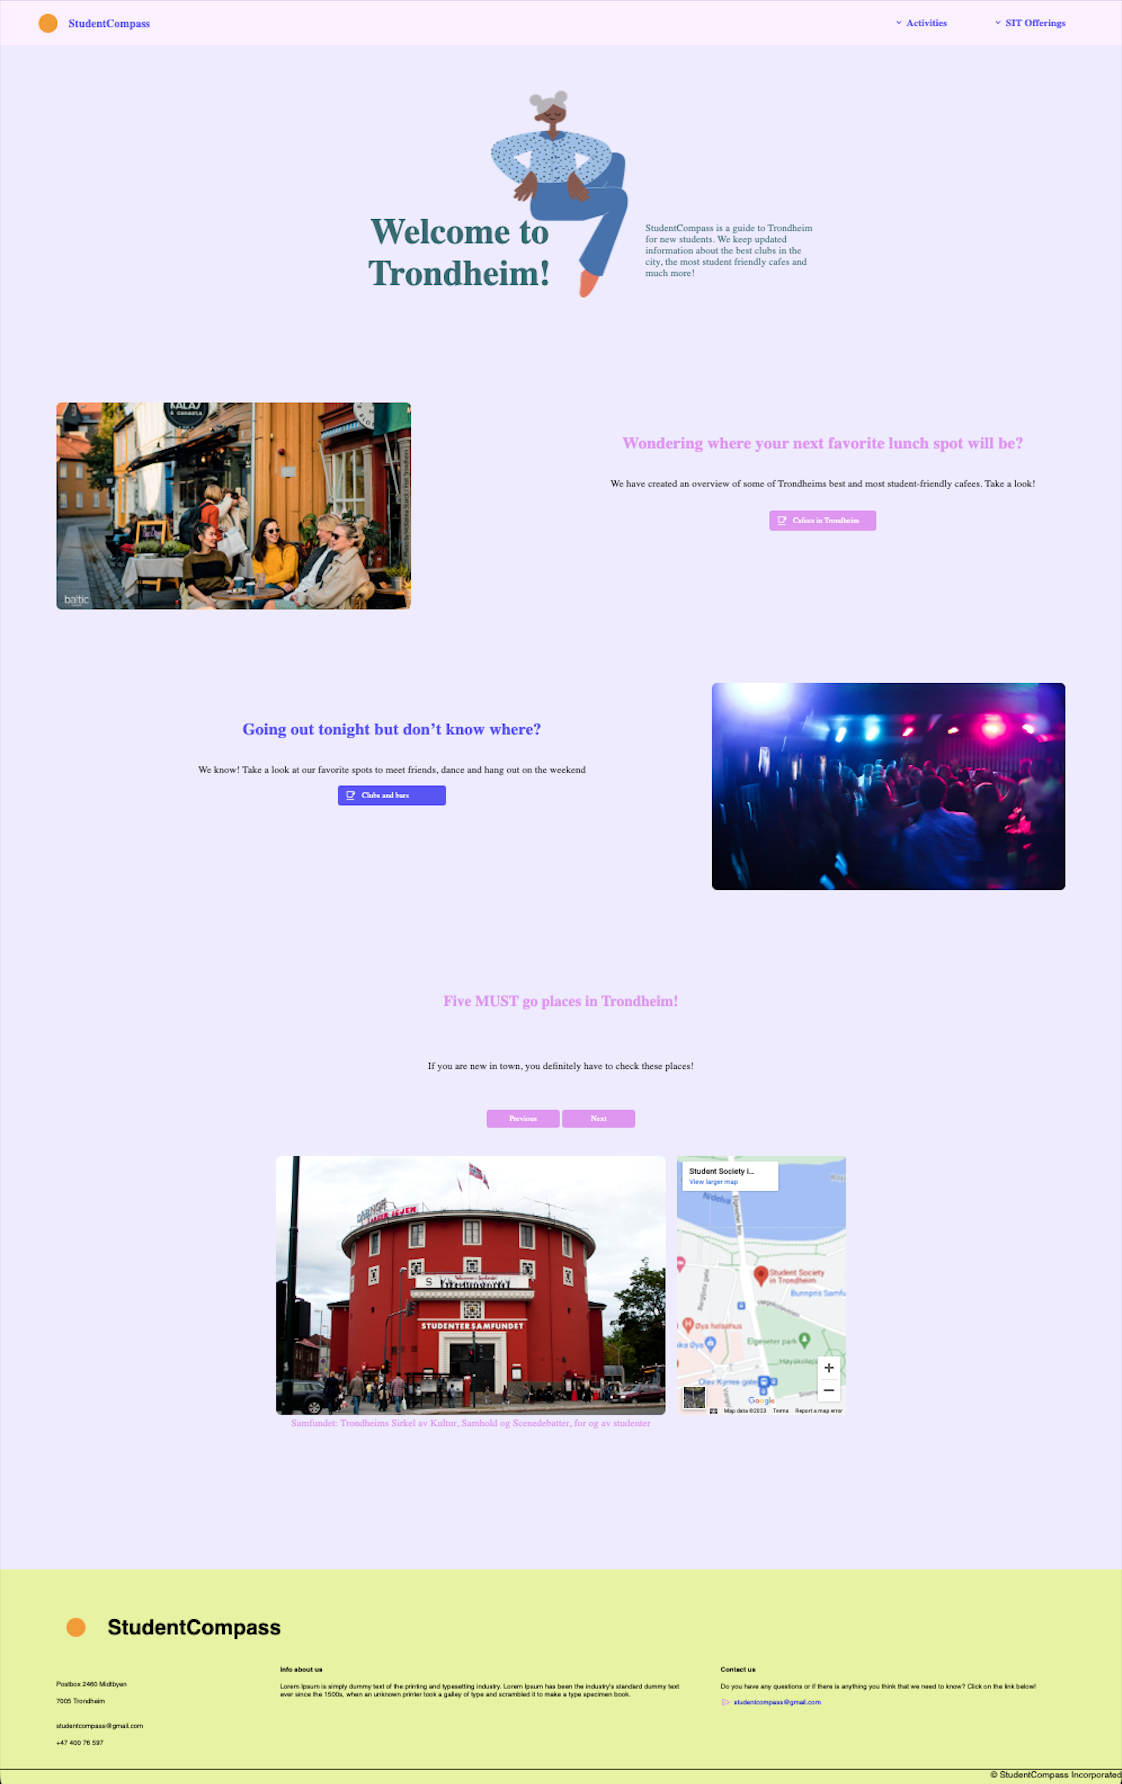 StudentCompass
Activities
SIT Offerings
Welcome to
Trondheim!
StudentCompass is a guide to Trondheim
for new students. We keep updated
information about the best clubs in the
city, the most student friendly cafes and
much more!
KALAS
& CANASTA
baltic
Wondering where your next favorite lunch spot will be?
We have created an overview of some of Trondheims best and most student-friendly cafees. Take a look!
Cafees in Trondheim
Going out tonight but don’t know where?
We know! Take a look at our favorite spots to meet friends, dance and hang out on the weekend
Clubs and bars
Five MUST go places in Trondheim!
If you are new in town, you definitely have to check these places!
Previous
Next
STUDENTERSAMFUNDET
Samfundet: Trondheims Sirkel av Kultur, Samhold og Scenedebatter, for og av studenter
Student Society i...
View larger map
Nidelva
Student Society
in Trondheim
Bunnpris Samfu
Øya helsehus
Elgeseter park
Høyskolep
Olav Kyrres gate
Google
Map data ©2023
Terms
Report a map error
StudentCompass
Postbox 2460 Midtbyen
7005 Trondheim
studentcompass@gmail.com
+47 400 76 597
Info about us
Lorem Ipsum is simply dummy text of the printing and typesetting industry. Lorem Ipsum has been the industry's standard dummy text
ever since the 1500s, when an unknown printer took a galley of type and scrambled it to make a type specimen book.
Contact us
Do you have any questions or if there is anything you think that we need to know? Click on the link below!
studentcompass@gmail.com
© StudentCompass Incorporated